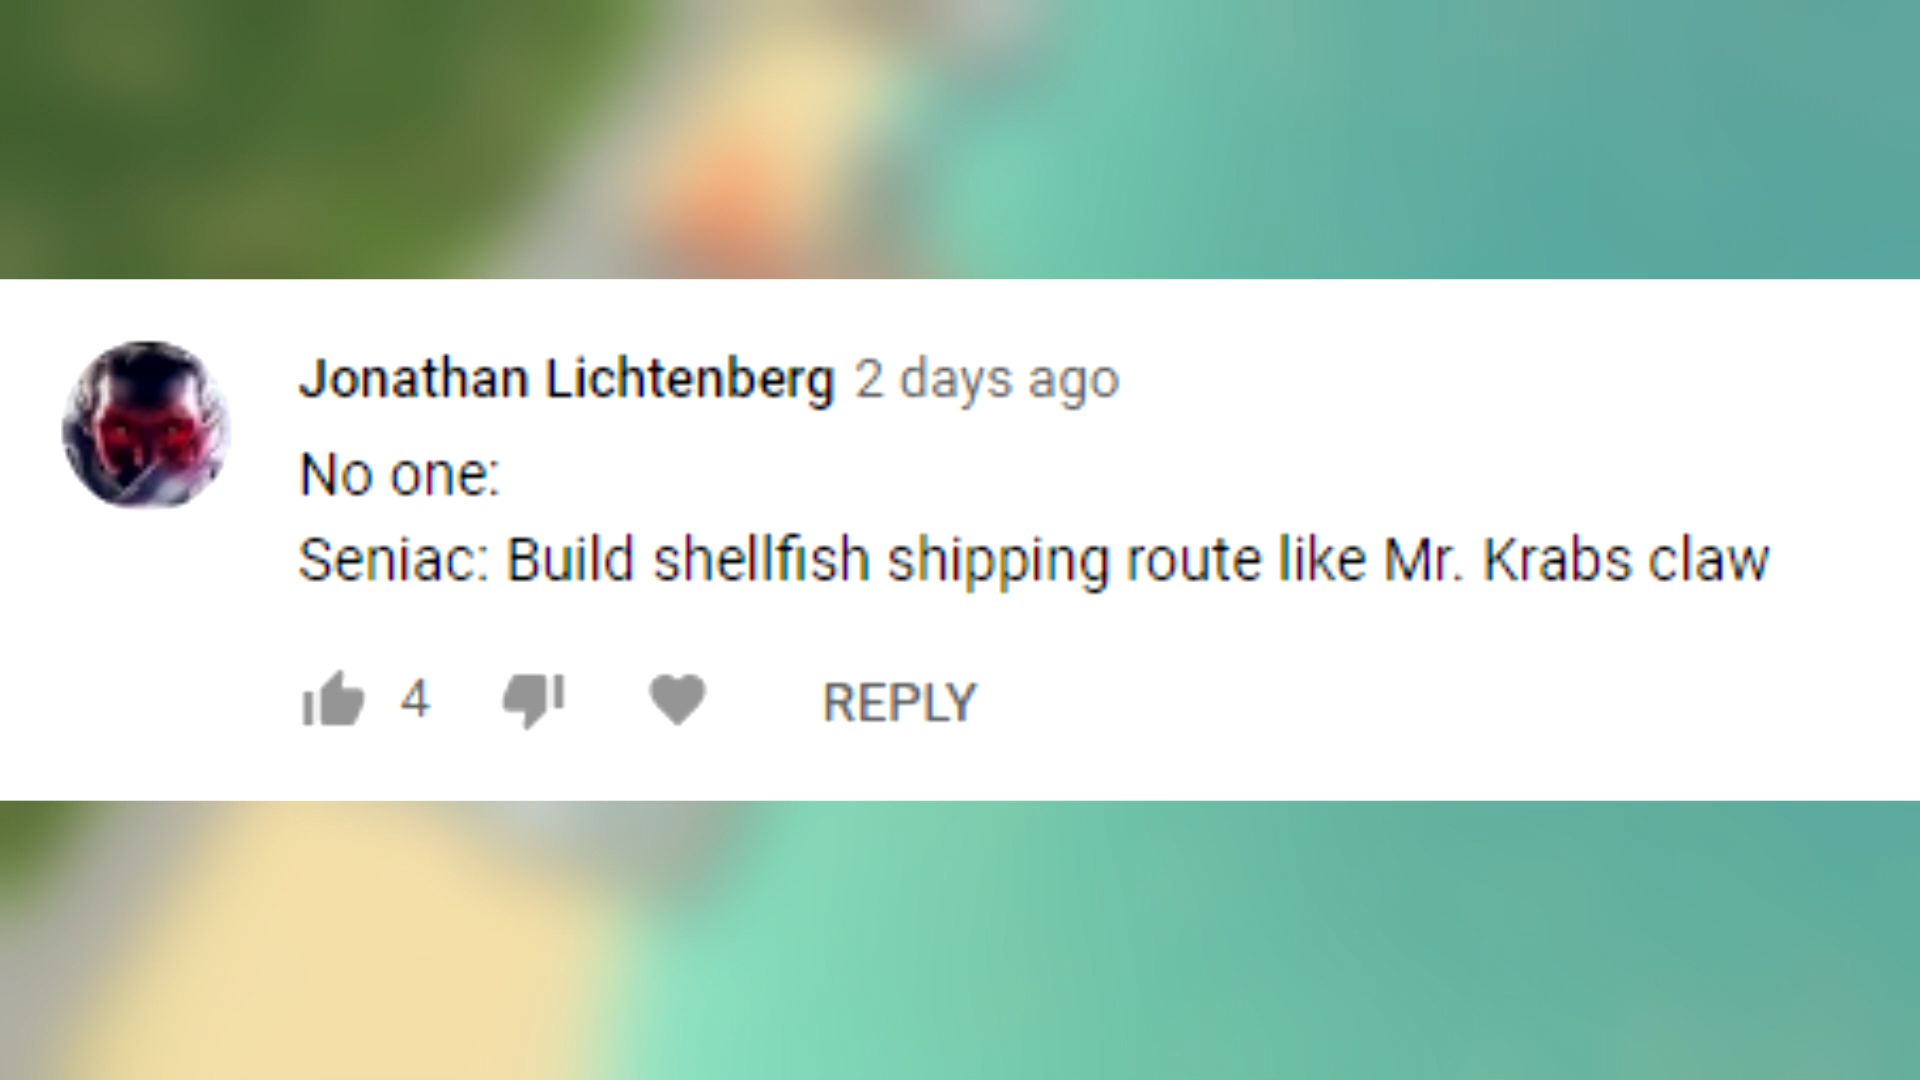 Jonathan Lichtenberg 2 days ago
No one:
Seniac: Build shellfish shipping route like Mr. Krabs claw
4 REPLY